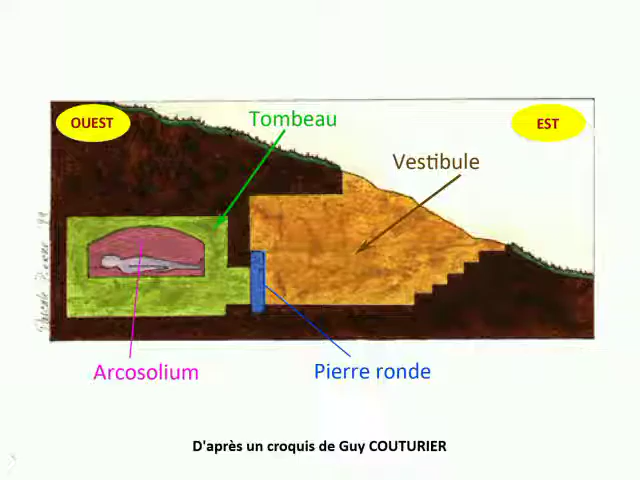 OUEST
Tombeau
EST
Vestibule
Arcosolium
Pierre ronde
D'après un croquis de Guy COUTURIER